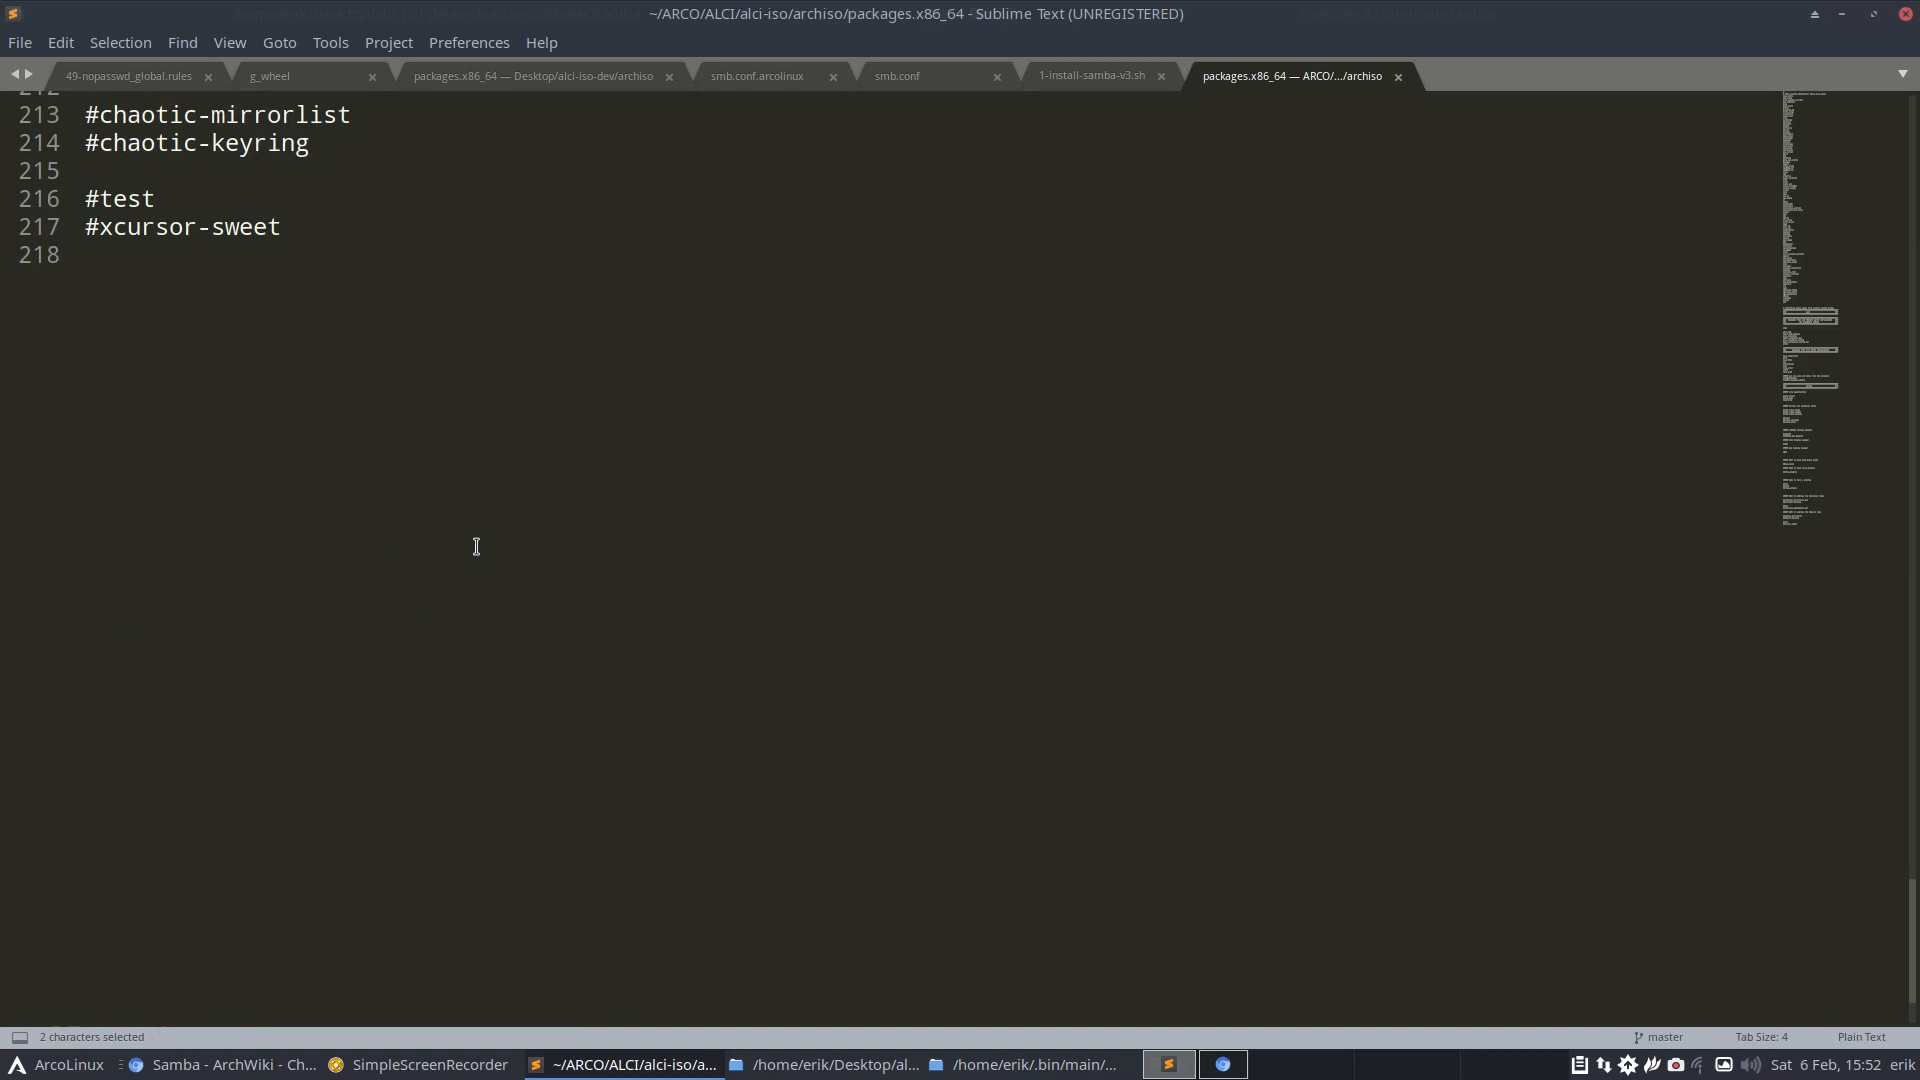 ~/ARCO/ALCI/alci-iso/archiso/packages.x86_64 - Sublime Text (UNREGISTERED)
File Edit Selection Find View Goto Tools Project Preferences Help
49-nopasswd_global.rules g_wheel packages.x86_64 — Desktop/alci-iso-dev/archiso smb.conf.arcolinux smb.conf 1-install-samba-v3.sh packages.x86_64 — ARCO/.../archiso
212
213 #chaotic-mirrorlist
214 #chaotic-keyring
215
216 #test
217 #xcursor-sweet
218
2 characters selected master Tab Size: 4 Plain Text
ArcoLinux Samba - ArchWiki - Ch... SimpleScreenRecorder ~/ARCO/ALCI/alci-iso/a... /home/erik/Desktop/al... /home/erik/.bin/main/... Sat 6 Feb, 15:52 erik